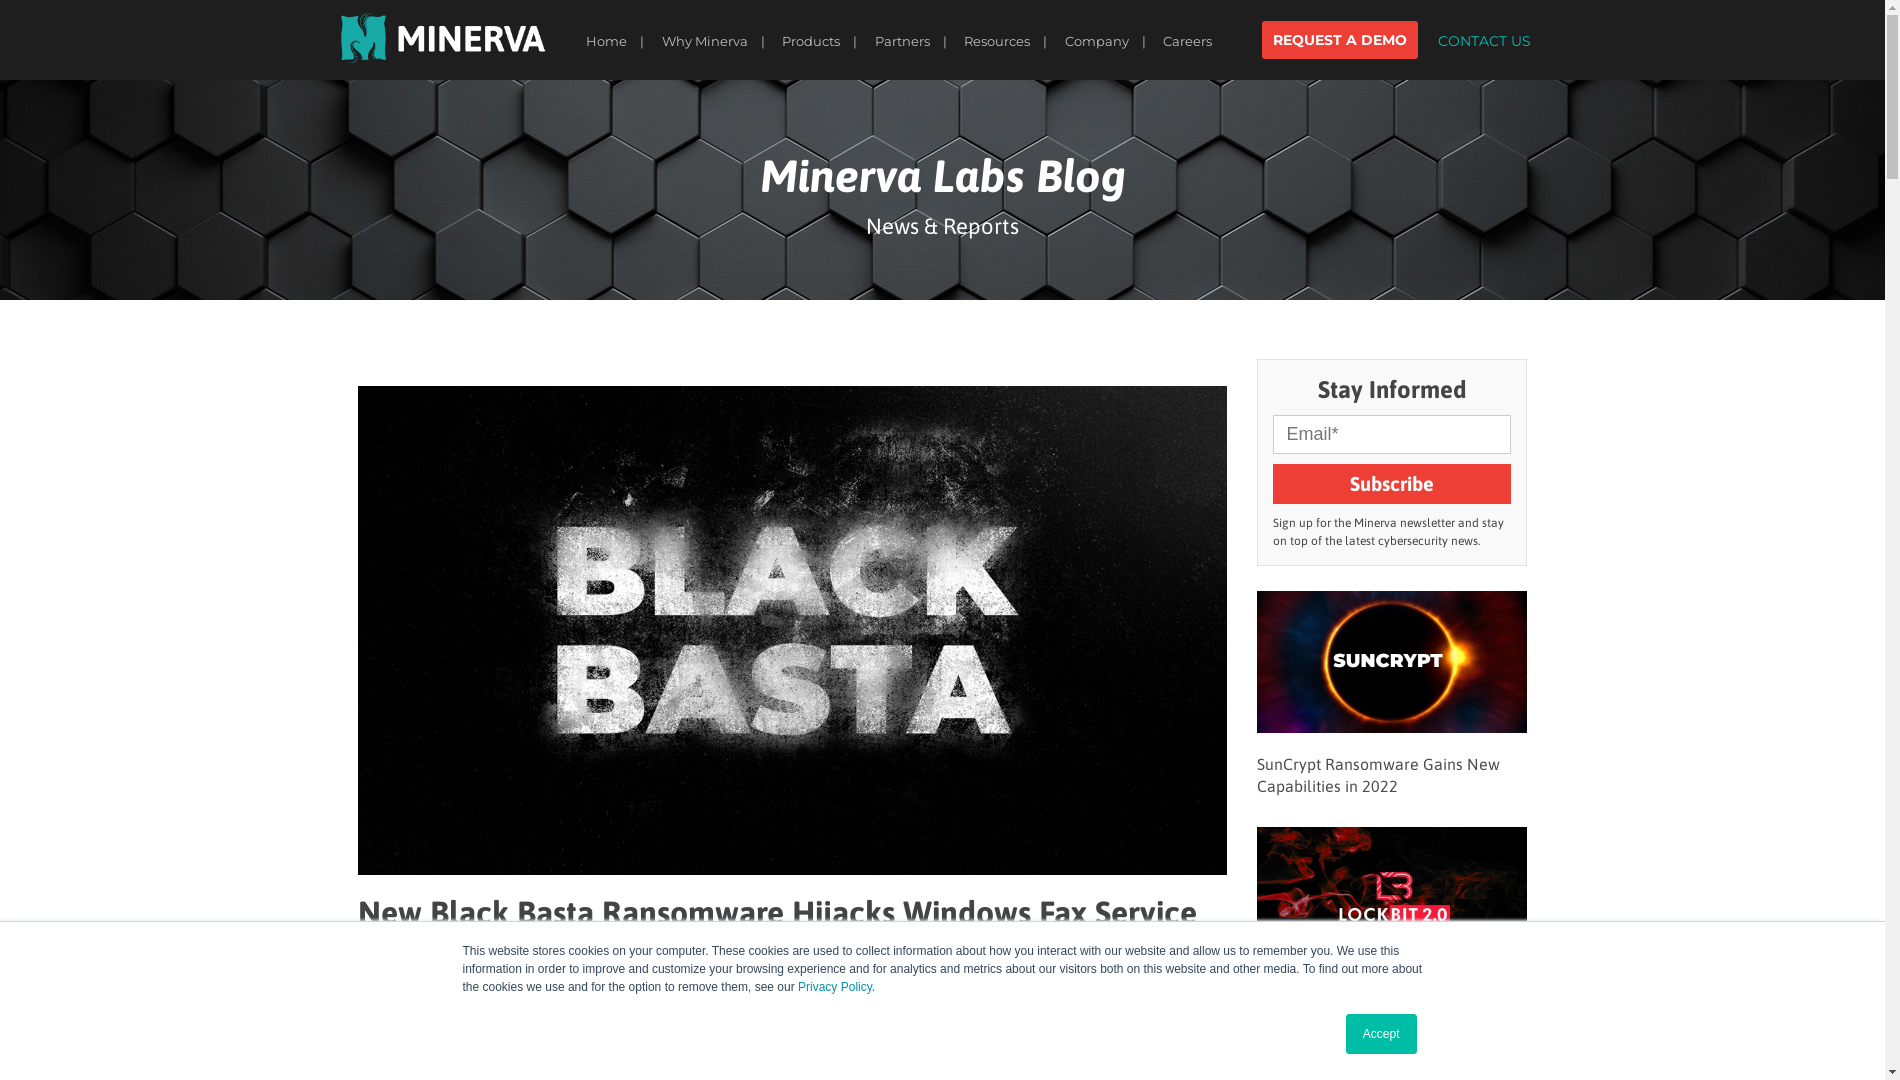 MINERVA
Home | Why Minerva | Products | Partners | Resources | Company | Careers
REQUEST A DEMO
CONTACT US
Minerva Labs Blog
News & Reports
BLACK
BASTA
New Black Basta Ransomware Hijacks Windows Fax Service
Stay Informed
Email*
Subscribe
Sign up for the Minerva newsletter and stay
on top of the latest cybersecurity news.
SUNCRYPT
SunCrypt Ransomware Gains New
Capabilities in 2022
LOCKBIT 2.0
This website stores cookies on your computer. These cookies are used to collect information about how you interact with our website and allow us to remember you. We use this
information in order to improve and customize your browsing experience and for analytics and metrics about our visitors both on this website and other media. To find out more about
the cookies we use and for the option to remove them, see our Privacy Policy.
Accept